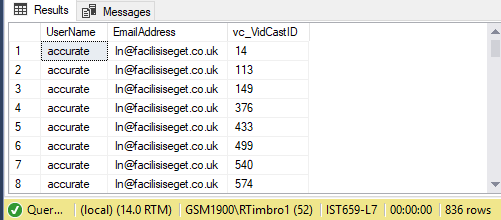 Results Messages
UserName EmailAddress vc_VidCastID
1 accurate In@facilisiseget.co.uk 14
2 accurate In@facilisiseget.co.uk 113
3 accurate In@facilisiseget.co.uk 149
4 accurate In@facilisiseget.co.uk 376
5 accurate In@facilisiseget.co.uk 433
6 accurate In@facilisiseget.co.uk 499
7 accurate In@facilisiseget.co.uk 540
8 accurate In@facilisiseget.co.uk 574
Quer... (local) (14.0 RTM) GSM1900\RTimbro1 (52) IST659-L7 00:00:00 836 rows